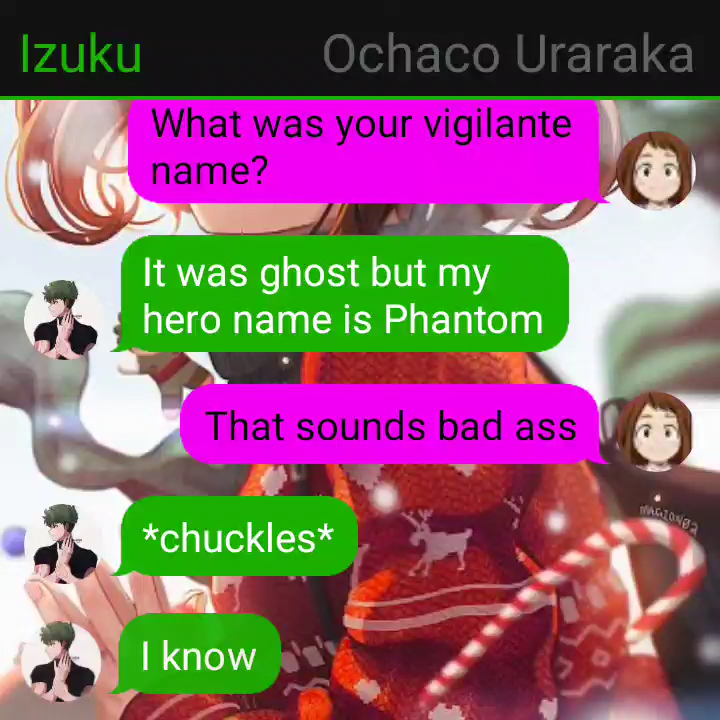 Izuku Ochaco Uraraka
What was your vigilante
name?
It was ghost but my
hero name is Phantom
That sounds bad ass
*chuckles*
I know